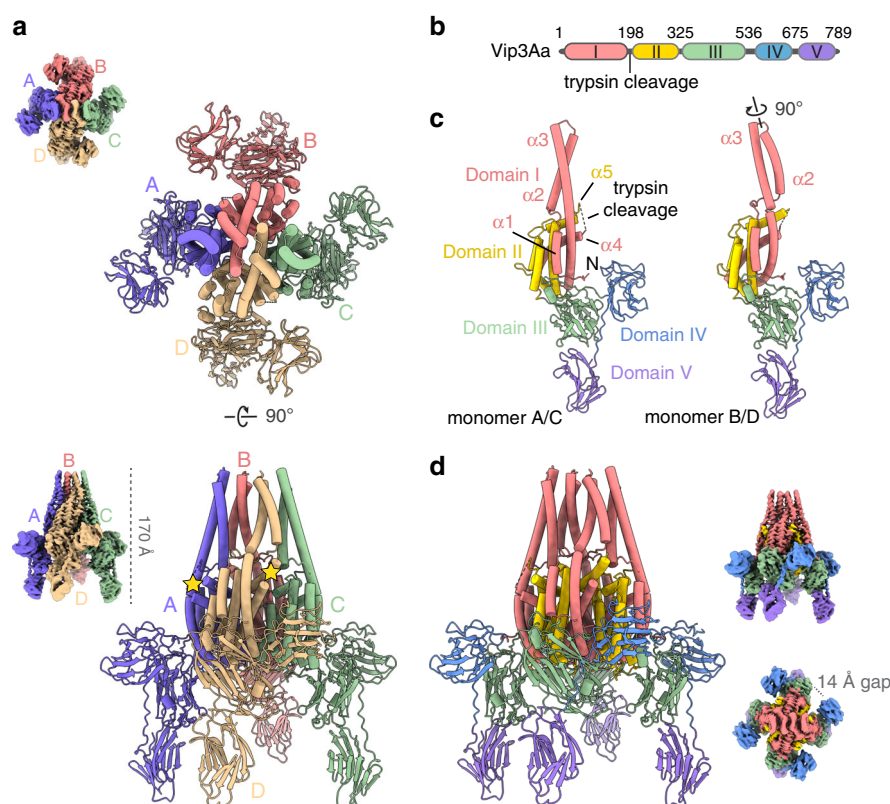 a
B
A
C
D
B
A
C
D
90°
B
A
C
D
170 Å
B
A
C
D
b
1 198 325 536 675 789
Vip3Aa I II III IV V
trypsin cleavage
c
90°
α3
Domain I
α2
α5
trypsin
cleavage
α1
α4
N
Domain II
Domain III
Domain IV
Domain V
monomer A/C
α3
α2
monomer B/D
d
14 Å gap